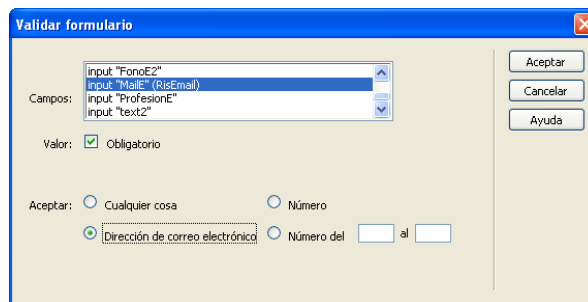 Validar formulario
Campos:
input "FonoE2"
input "MailE" (RisEmail)
input "ProfesionE"
input "text2"
Valor: Obligatorio
Aceptar: Cualquier cosa Número
Dirección de correo electrónico Número del al
Aceptar
Cancelar
Ayuda